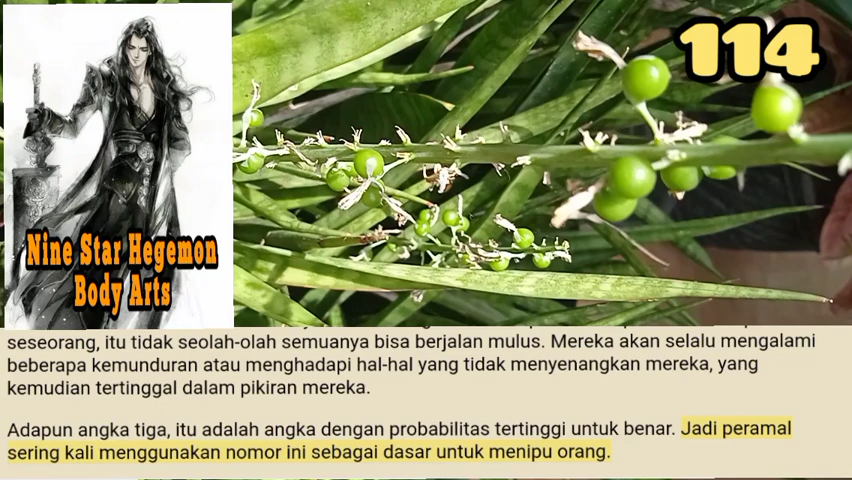 114
Nine Star Hegemon
Body Arts
seseorang, itu tidak seolah-olah semuanya bisa berjalan mulus. Mereka akan selalu mengalami
beberapa kemunduran atau menghadapi hal-hal yang tidak menyenangkan mereka, yang
kemudian tertinggal dalam pikiran mereka.
Adapun angka tiga, itu adalah angka dengan probabilitas tertinggi untuk benar. Jadi peramal
sering kali menggunakan nomor ini sebagai dasar untuk menipu orang.